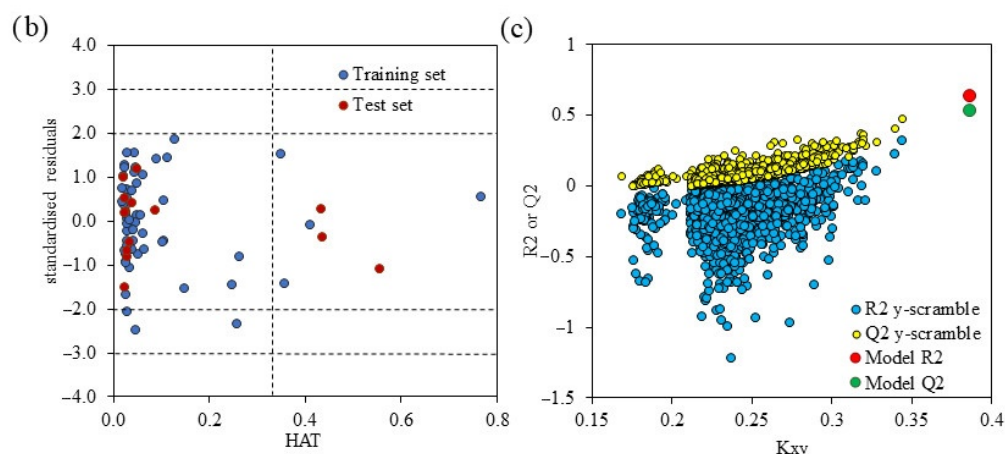 (b)
standardised residuals
4.0
3.0
2.0
1.0
0.0
−1.0
−2.0
−3.0
−4.0
Training set
Test set
0.0 0.2 0.4 0.6 0.8
HAT
(c)
R2 or Q2
1
0.5
0
−0.5
−1
−1.5
R2 y-scramble
Q2 y-scramble
Model R2
Model Q2
0.15 0.2 0.25 0.3 0.35 0.4
Kxy